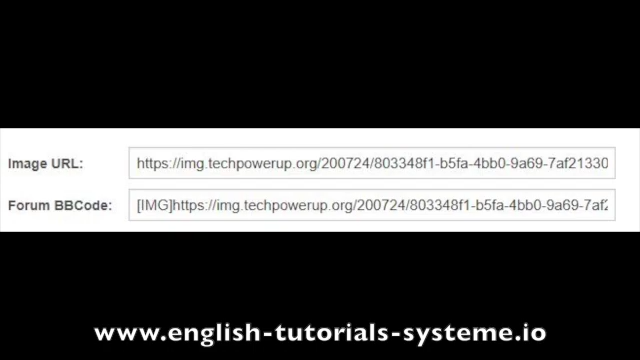 Image URL: https://img.techpowerup.org/200724/803348f1-b5fa-4bb0-9a69-7af21330
Forum BBCode: [IMG]https://img.techpowerup.org/200724/803348f1-b5fa-4bb0-9a69-7af2
www.english-tutorials-systeme.io